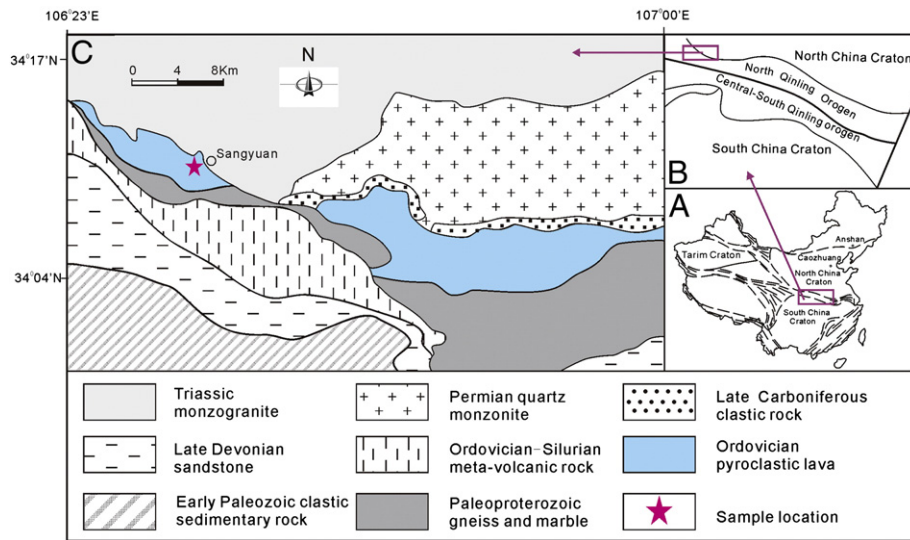 106°23'E
107°00'E
34°17'N
34°04'N
C
N
0 4 8Km
Sangyuan
North China Craton
North Qinling Orogen
Central-South Qinling orogen
South China Craton
B
A
Anshan
Caozhuang
Tarim Craton
North China
Craton
South China
Craton
Triassic
monzogranite
Permian quartz
monzonite
Late Carboniferous
clastic rock
Late Devonian
sandstone
Ordovician-Silurian
meta-volcanic rock
Ordovician
pyroclastic lava
Early Paleozoic clastic
sedimentary rock
Paleoproterozoic
gneiss and marble
Sample location